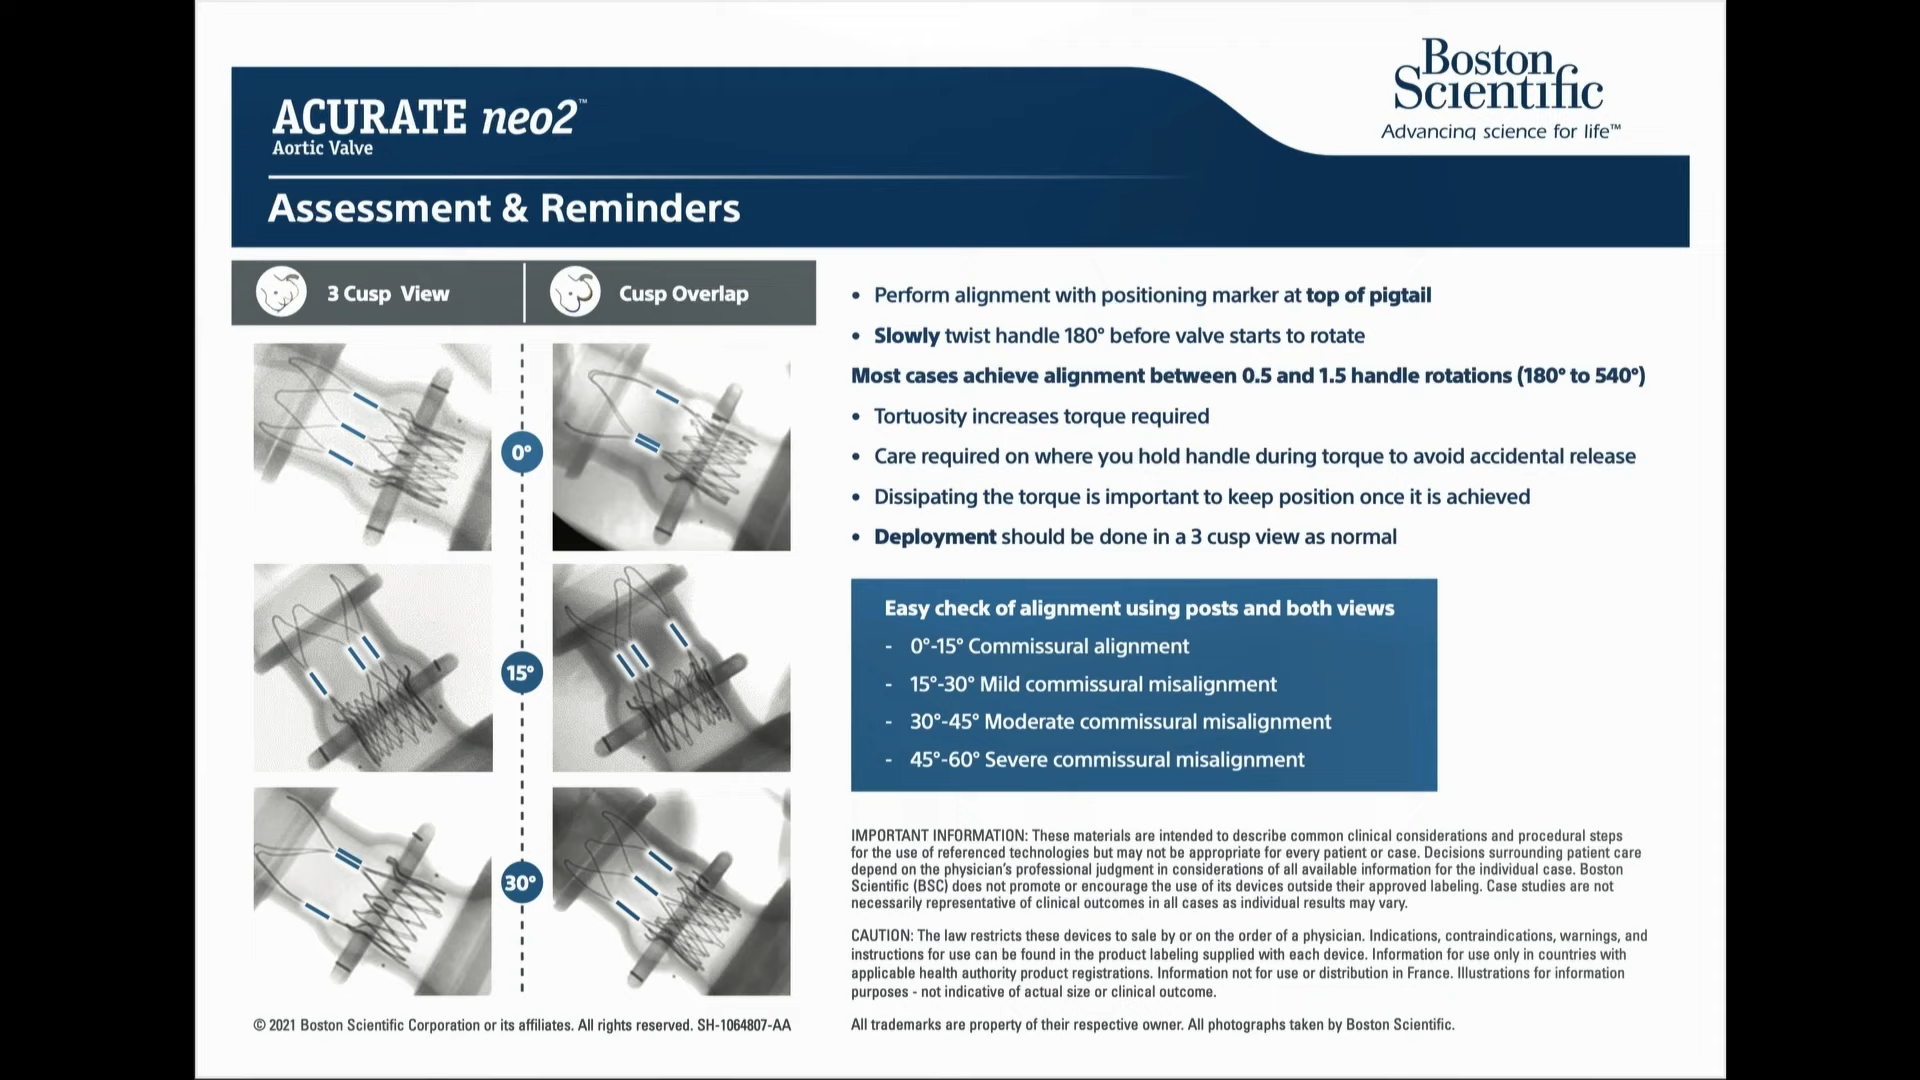 Boston
Scientific
Advancing science for life™
ACURATE neo2™
Aortic Valve
Assessment & Reminders
3 Cusp View
Cusp Overlap
0°
15°
30°
© 2021 Boston Scientific Corporation or its affiliates. All rights reserved. SH-1064807-AA
• Perform alignment with positioning marker at top of pigtail
• Slowly twist handle 180° before valve starts to rotate
Most cases achieve alignment between 0.5 and 1.5 handle rotations (180° to 540°)
• Tortuosity increases torque required
• Care required on where you hold handle during torque to avoid accidental release
• Dissipating the torque is important to keep position once it is achieved
• Deployment should be done in a 3 cusp view as normal
Easy check of alignment using posts and both views
- 0°-15° Commissural alignment
- 15°-30° Mild commissural misalignment
- 30°-45° Moderate commissural misalignment
- 45°-60° Severe commissural misalignment
IMPORTANT INFORMATION: These materials are intended to describe common clinical considerations and procedural steps
for the use of referenced technologies but may not be appropriate for every patient or case. Decisions surrounding patient care
depend on the physician's professional judgment in considerations of all available information for the individual case. Boston
Scientific (BSC) does not promote or encourage the use of its devices outside their approved labeling. Case studies are not
necessarily representative of clinical outcomes in all cases as individual results may vary.
CAUTION: The law restricts these devices to sale by or on the order of a physician. Indications, contraindications, warnings, and
instructions for use can be found in the product labeling supplied with each device. Information for use only in countries with
applicable health authority product registrations. Information not for use or distribution in France. Illustrations for information
purposes - not indicative of actual size or clinical outcome.
All trademarks are property of their respective owner. All photographs taken by Boston Scientific.